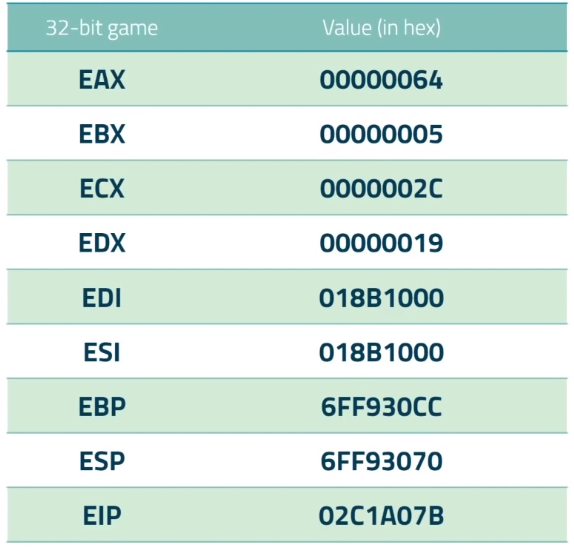 32-bit game Value (in hex)
EAX 00000064
EBX 00000005
ECX 0000002C
EDX 00000019
EDI 018B1000
ESI 018B1000
EBP 6FF930CC
ESP 6FF93070
EIP 02C1A07B